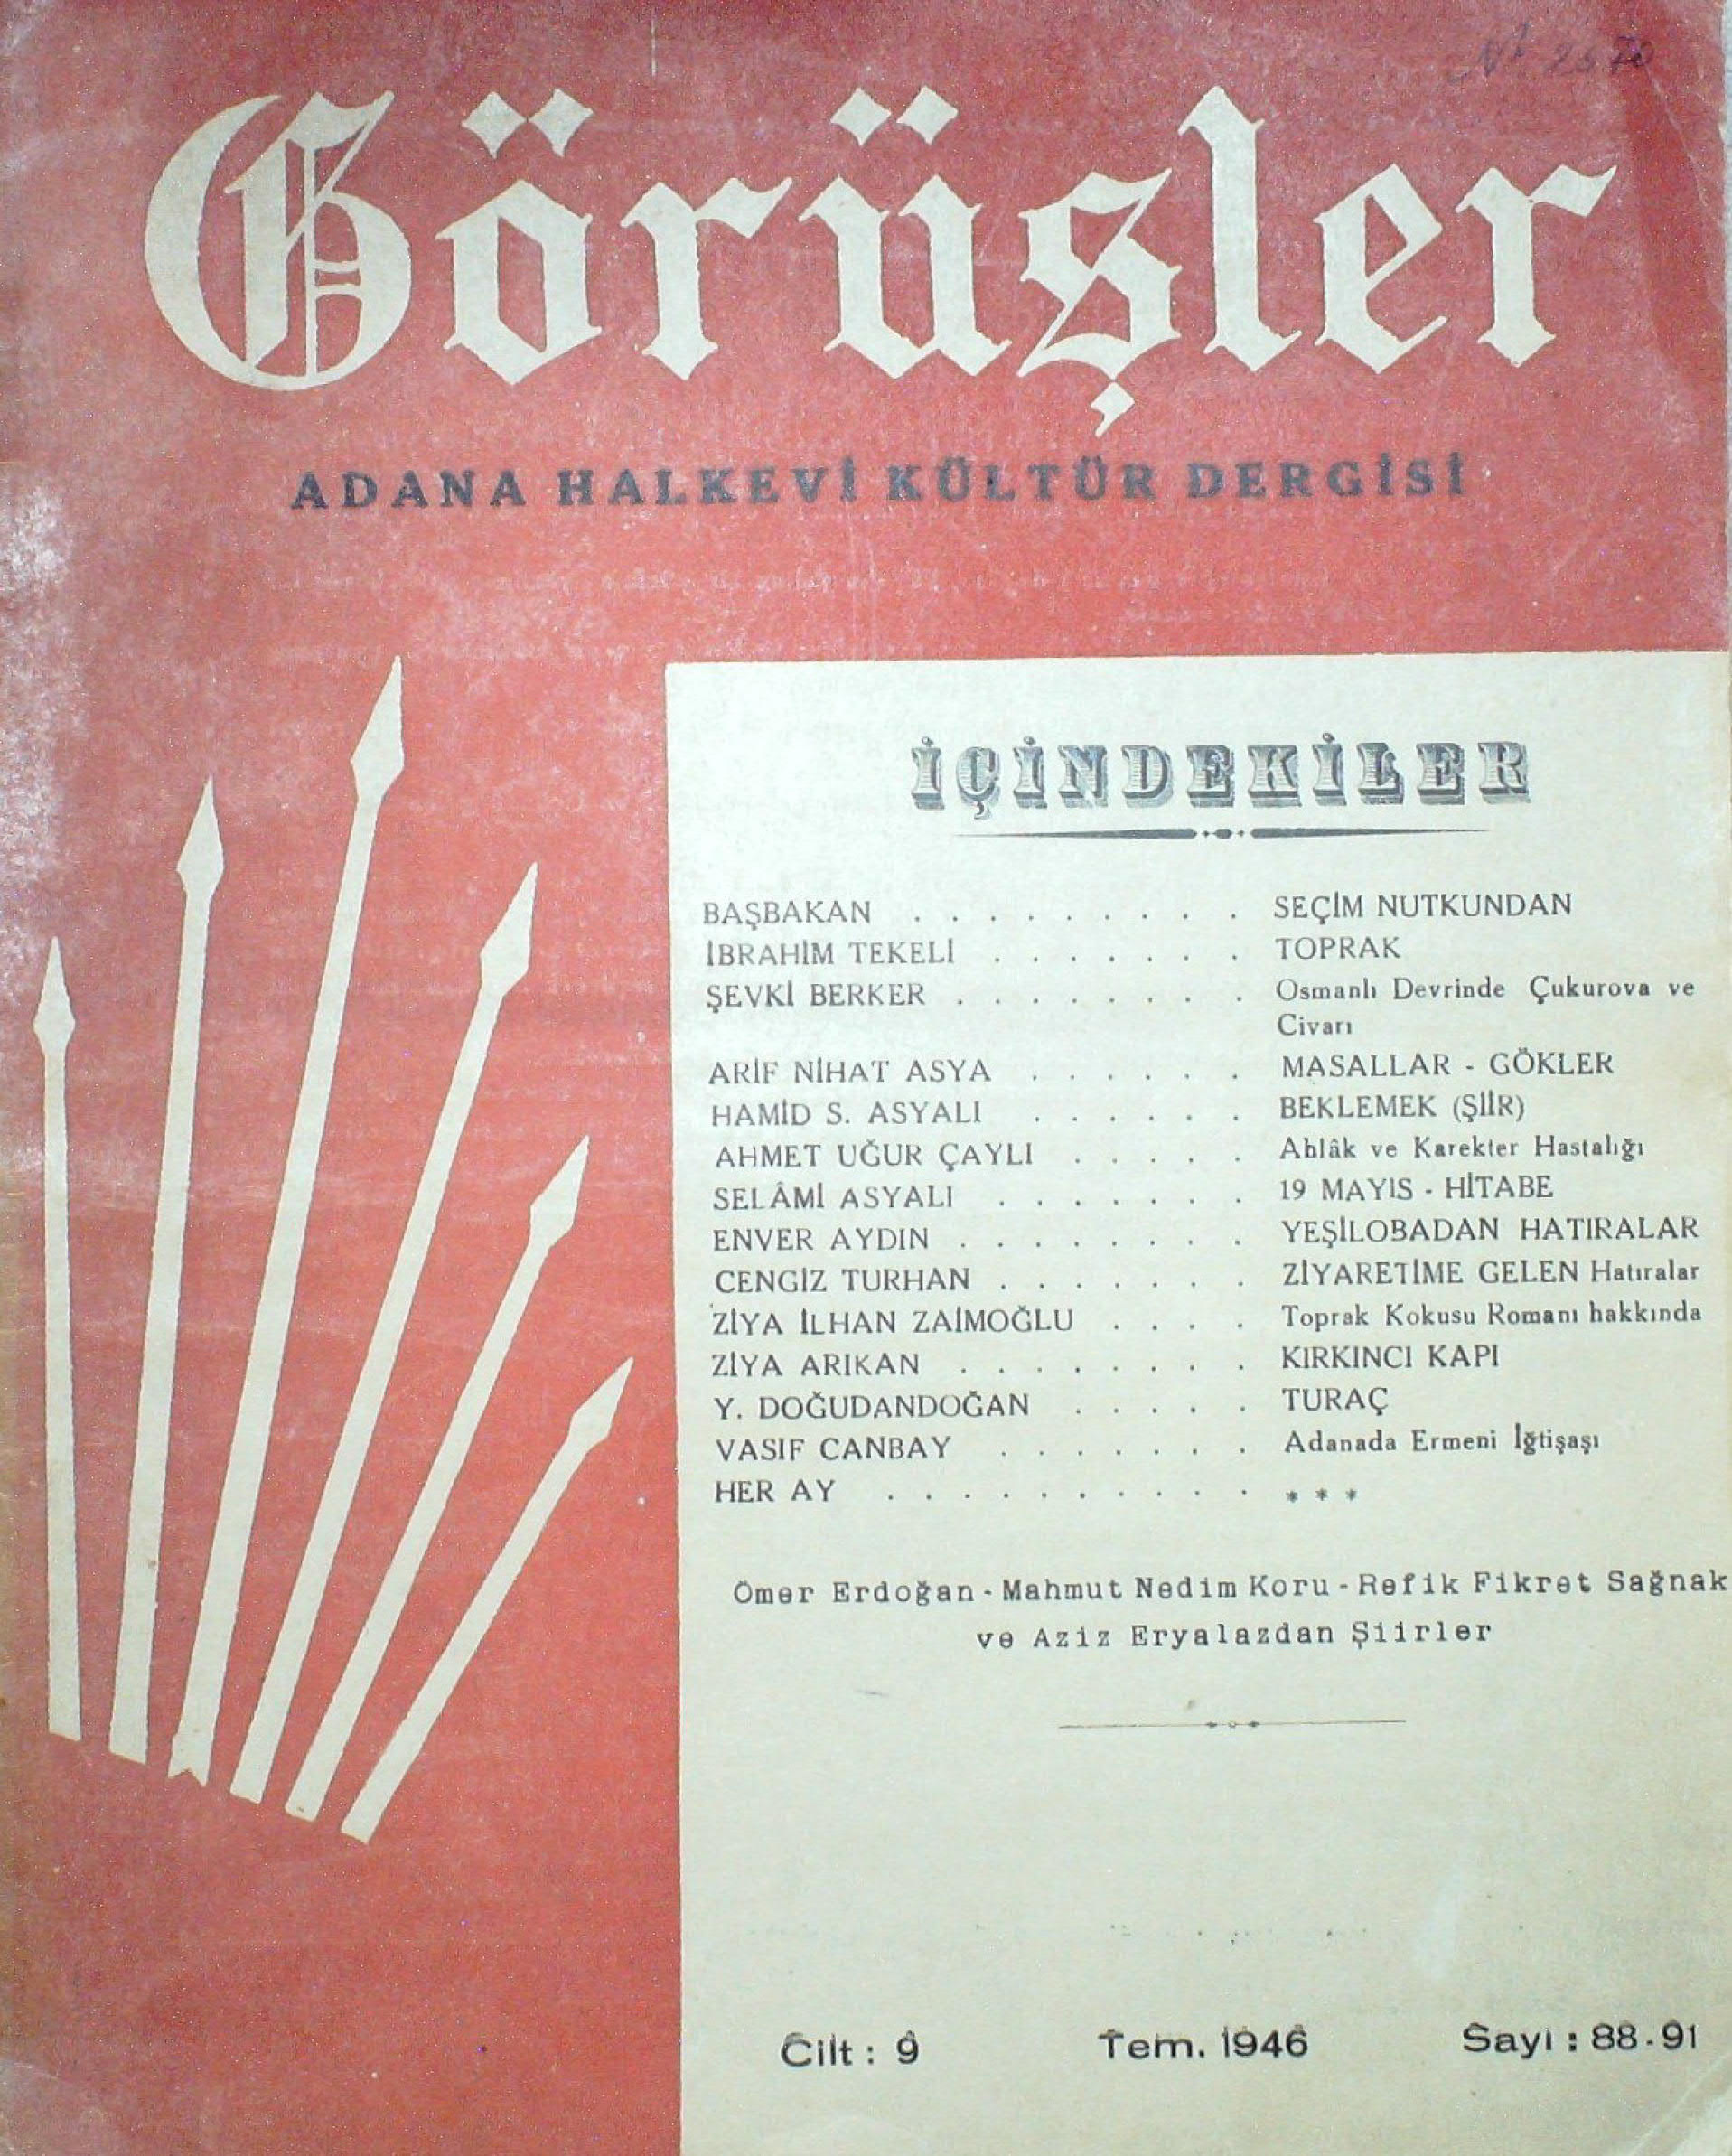 Nº 2570
Görüşler
ADANA HALKEVİ KÜLTÜR DERGİSİ
İÇİNDEKİLER
BAŞBAKAN . . . . . . . . . SEÇİM NUTKUNDAN
İBRAHİM TEKELİ . . . . . . . TOPRAK
ŞEVKİ BERKER . . . . . . . . Osmanlı Devrinde Çukurova ve
Civarı
ARİF NİHAT ASYA . . . . . . MASALLAR - GÖKLER
HAMİD S. ASYALI . . . . . . BEKLEMEK (ŞİİR)
AHMET UĞUR ÇAYLI . . . . . Ahlâk ve Karekter Hastalığı
SELÂMİ ASYALI . . . . . . . 19 MAYIS - HİTABE
ENVER AYDIN . . . . . . . . YEŞİLOBADAN HATIRALAR
CENGİZ TURHAN . . . . . . . ZİYARETİME GELEN Hatıralar
ZİYA İLHAN ZAİMOĞLU . . . . Toprak Kokusu Romanı hakkında
ZİYA ARIKAN . . . . . . . . KIRKINCI KAPI
Y. DOĞUDANDOĞAN . . . . . TURAÇ
VASIF CANBAY . . . . . . . Adanada Ermeni İğtişaşı
HER AY . . . . . . . . . . * * *
Ömer Erdoğan - Mahmut Nedim Koru - Refik Fikret Sağnak
ve Aziz Eryalazdan Şiirler
Cilt : 9 Tem. 1946 Sayı : 88-91